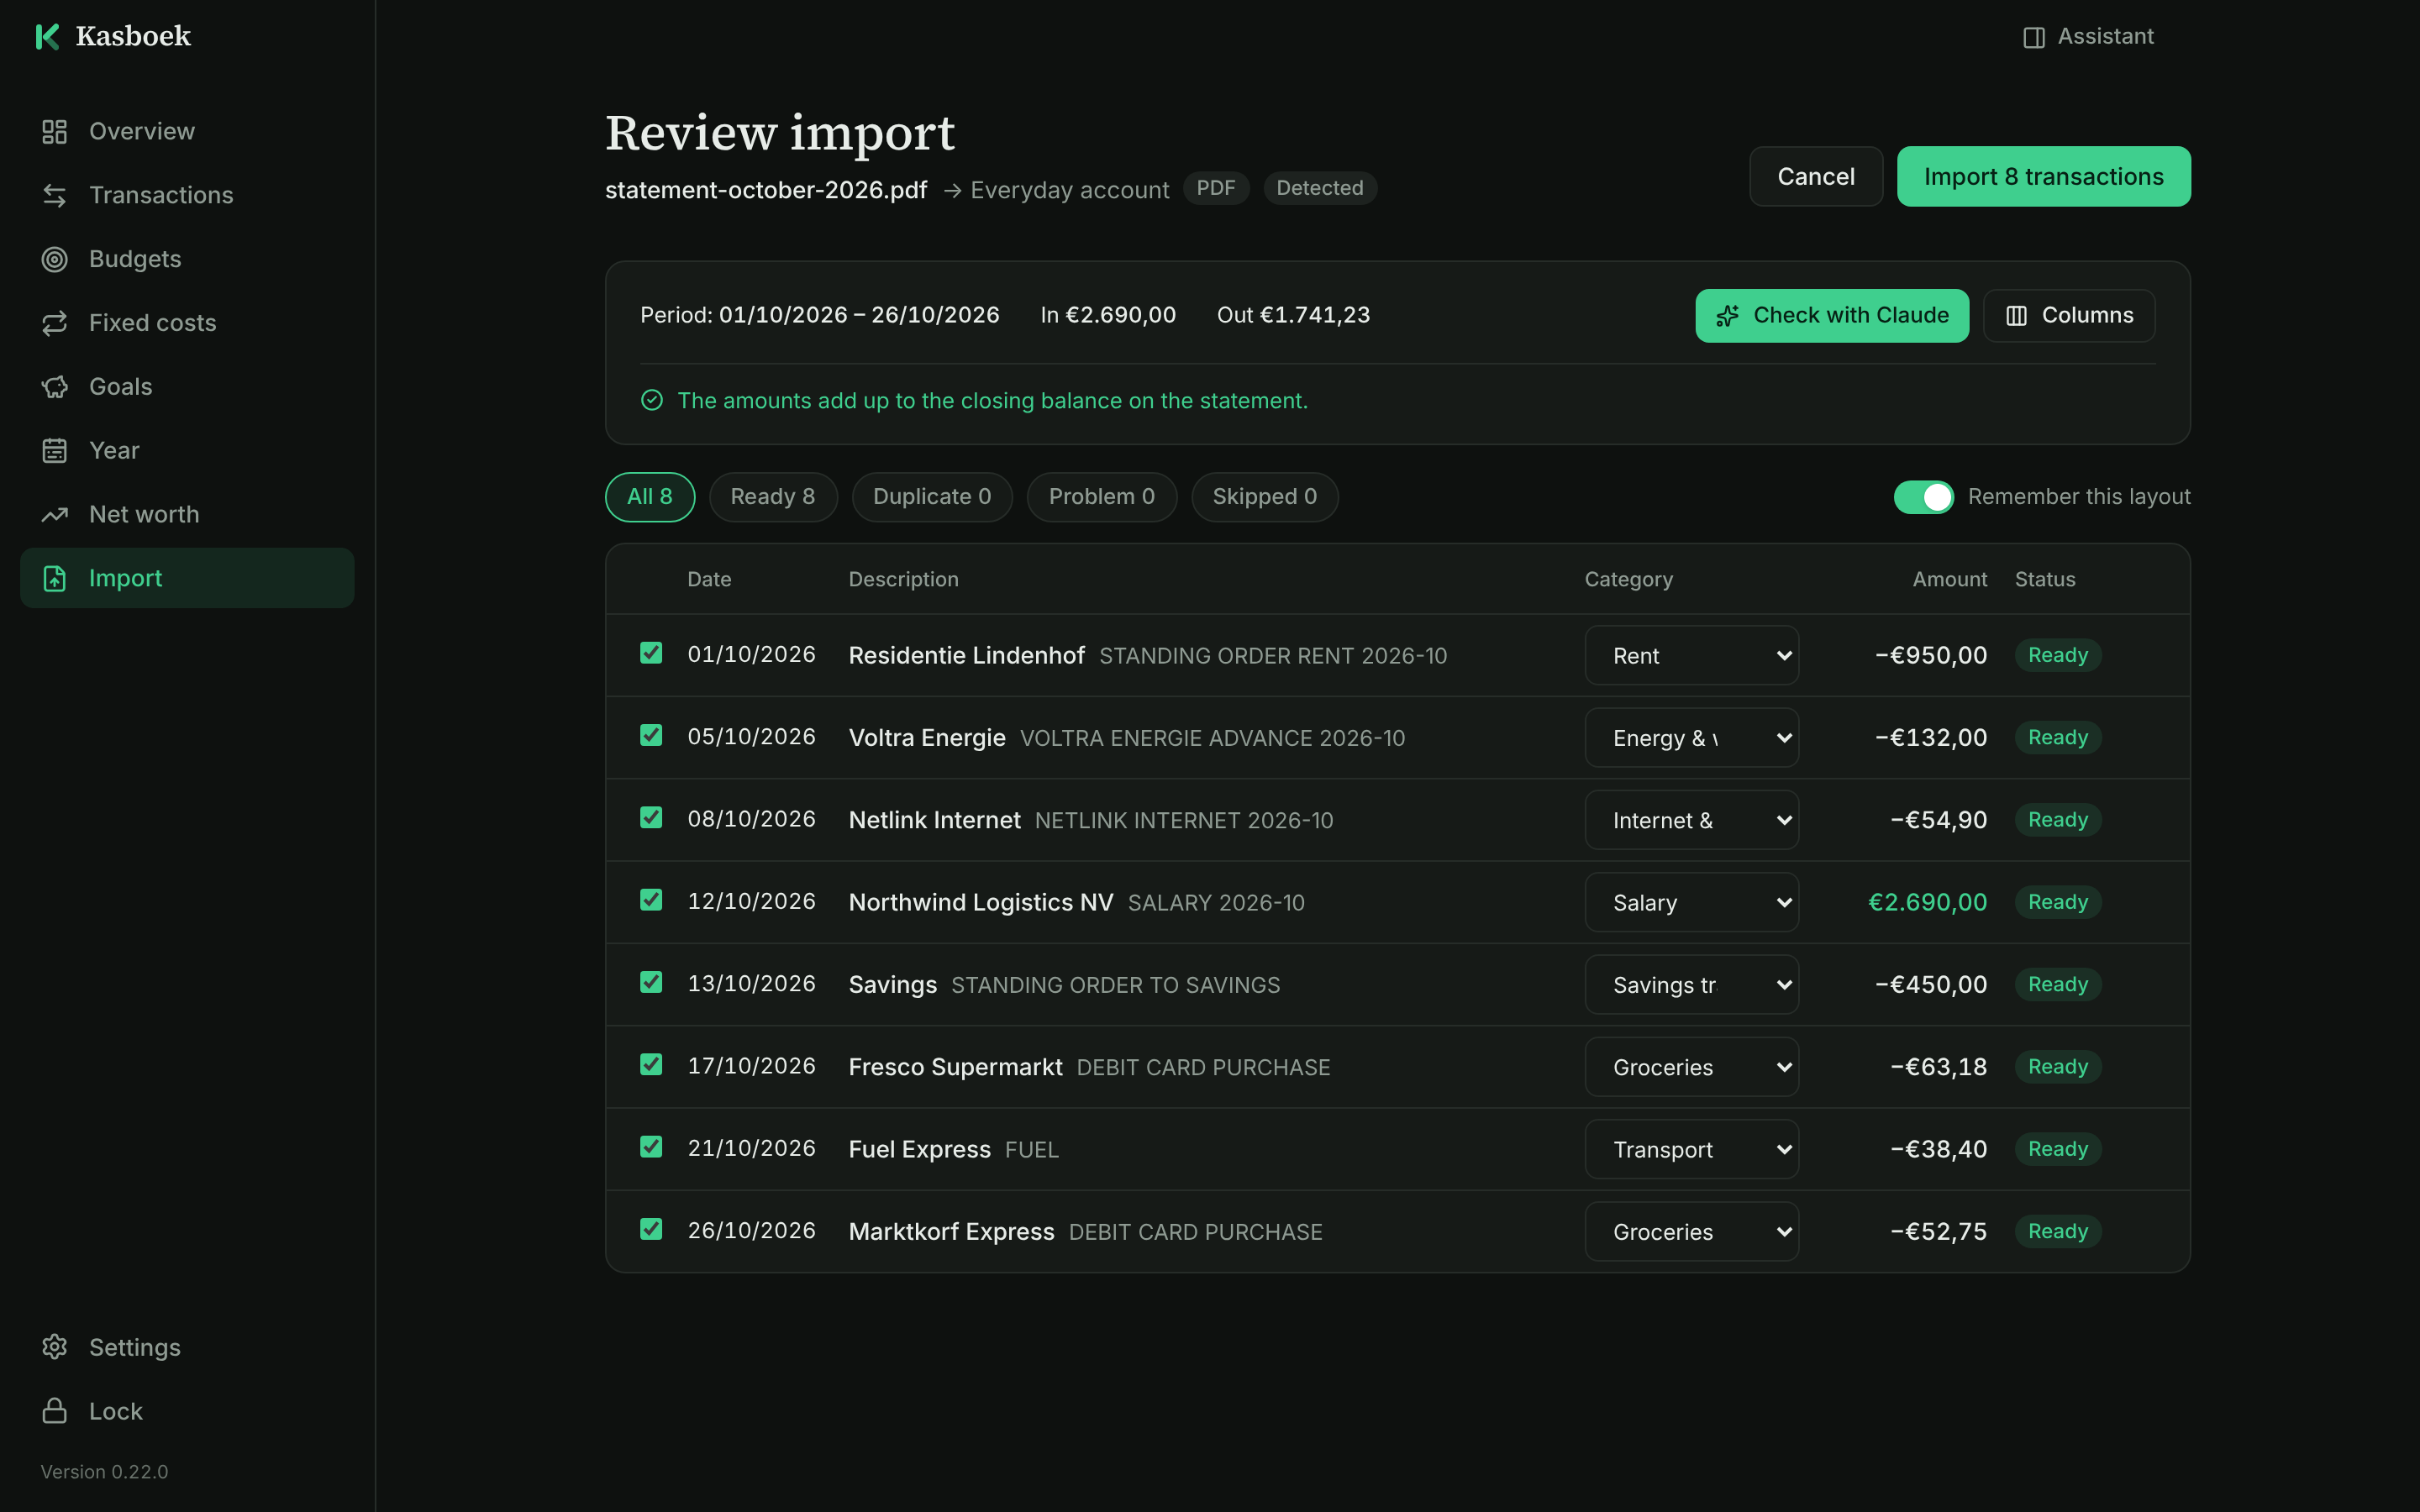 Kasboek
Assistant
Overview
Transactions
Budgets
Fixed costs
Goals
Year
Net worth
Import
Settings
Lock
Version 0.22.0
Review import
statement-october-2026.pdf → Everyday account PDF Detected
Cancel
Import 8 transactions
Period: 01/10/2026 – 26/10/2026 In €2.690,00 Out €1.741,23
Check with Claude
Columns
The amounts add up to the closing balance on the statement.
All 8 Ready 8 Duplicate 0 Problem 0 Skipped 0
Remember this layout
Date Description Category Amount Status
01/10/2026 Residentie Lindenhof STANDING ORDER RENT 2026-10 Rent −€950,00 Ready
05/10/2026 Voltra Energie VOLTRA ENERGIE ADVANCE 2026-10 Energy & −€132,00 Ready
08/10/2026 Netlink Internet NETLINK INTERNET 2026-10 Internet & −€54,90 Ready
12/10/2026 Northwind Logistics NV SALARY 2026-10 Salary €2.690,00 Ready
13/10/2026 Savings STANDING ORDER TO SAVINGS Savings tr −€450,00 Ready
17/10/2026 Fresco Supermarkt DEBIT CARD PURCHASE Groceries −€63,18 Ready
21/10/2026 Fuel Express FUEL Transport −€38,40 Ready
26/10/2026 Marktkorf Express DEBIT CARD PURCHASE Groceries −€52,75 Ready